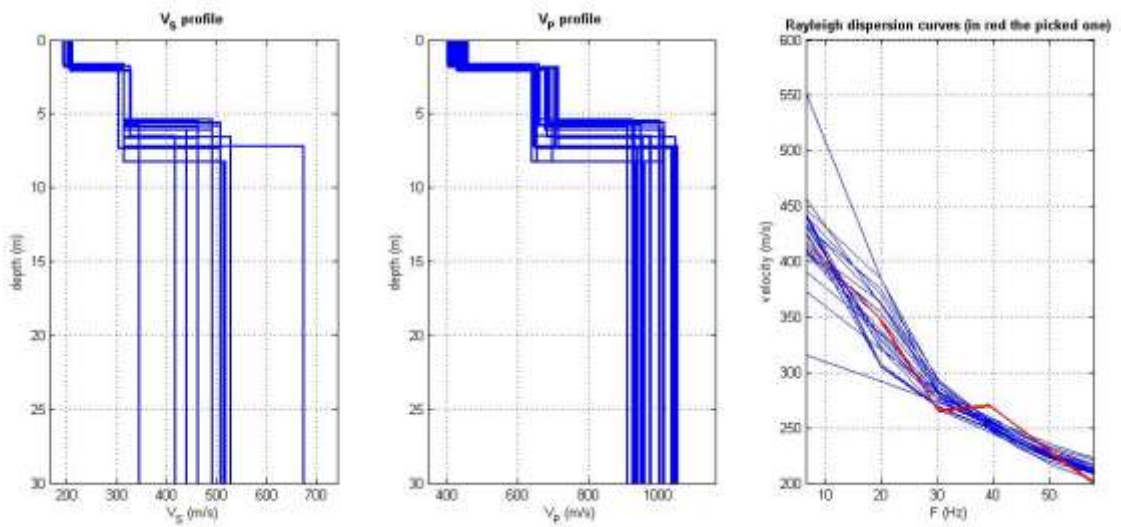 V_S profile
0
5
10
15
20
25
30
depth (m)
200 300 400 500 600 700
V_S (m/s)
V_P profile
0
5
10
15
20
25
30
depth (m)
400 600 800 1000
V_P (m/s)
Rayleigh dispersion curves (in red the picked one)
600
550
500
450
400
350
300
250
200
velocity (m/s)
10 20 30 40 50
F (Hz)